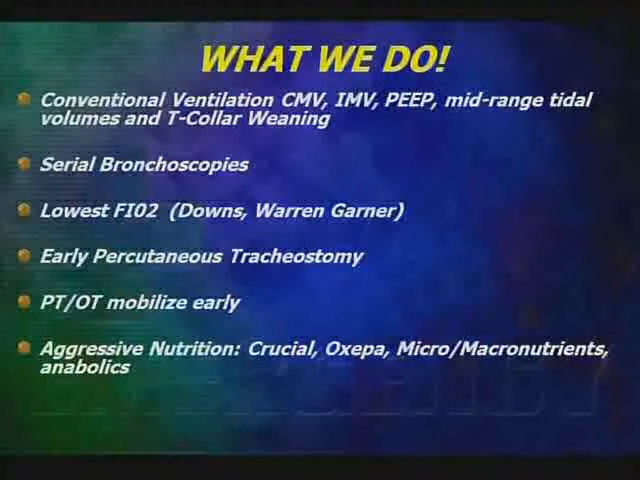 WHAT WE DO!
Conventional Ventilation CMV, IMV, PEEP, mid-range tidal
volumes and T-Collar Weaning
Serial Bronchoscopies
Lowest FI02 (Downs, Warren Garner)
Early Percutaneous Tracheostomy
PT/OT mobilize early
Aggressive Nutrition: Crucial, Oxepa, Micro/Macronutrients,
anabolics